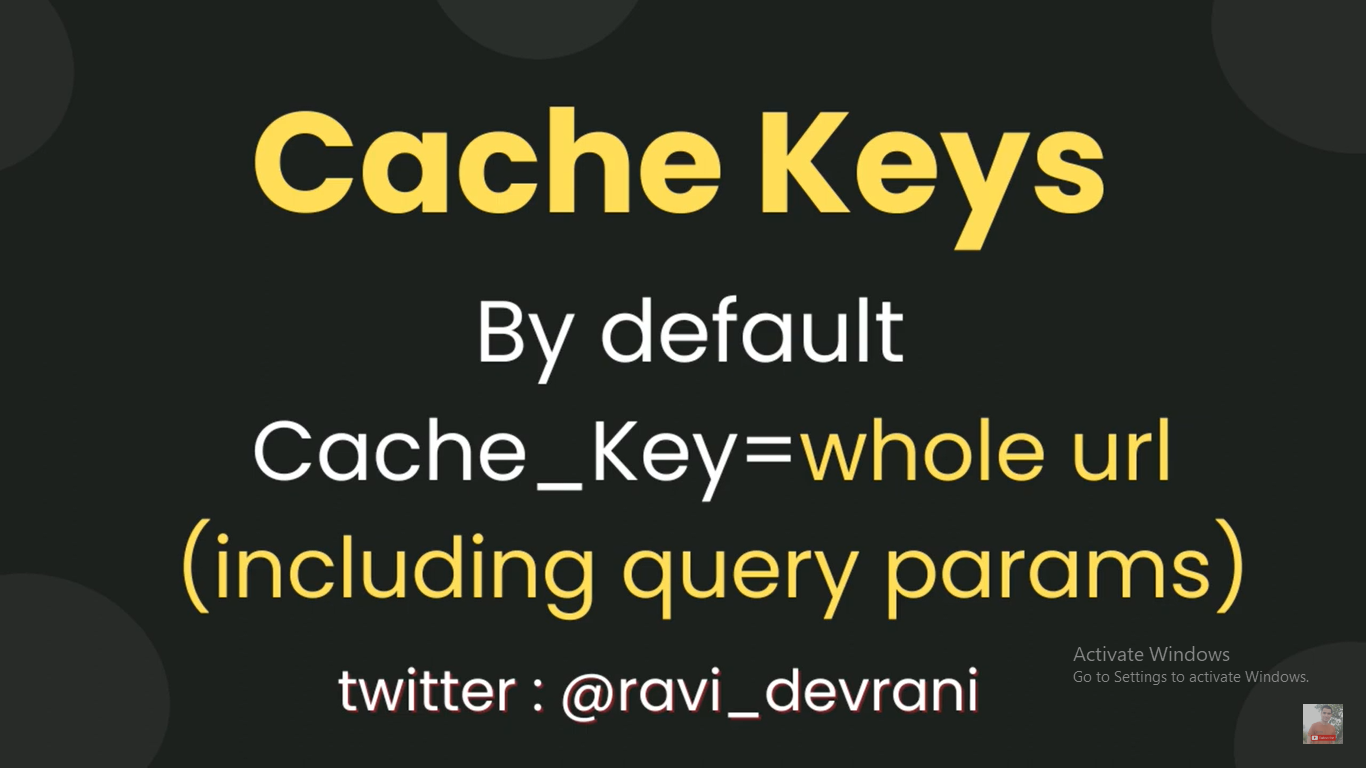 Cache Keys
By default
Cache_Key=whole url
(including query params)
twitter : @ravi_devrani
Activate Windows
Go to Settings to activate Windows.